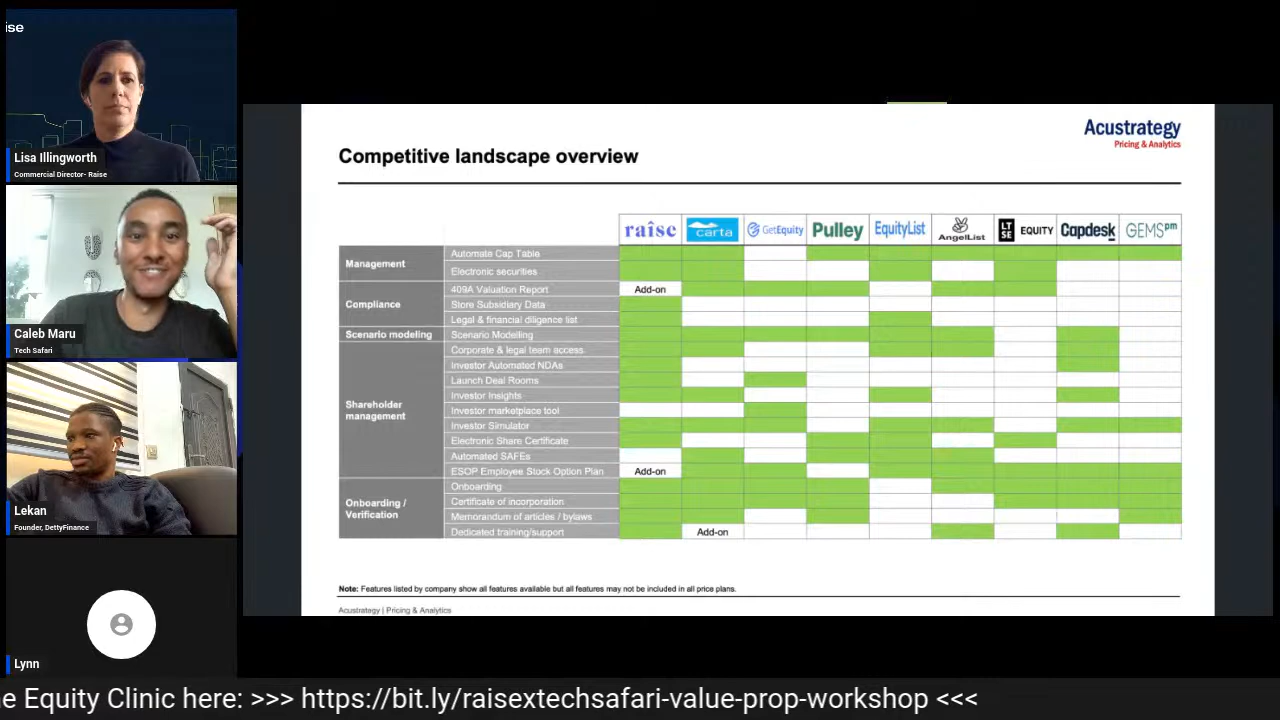 ise
Lisa Illingworth
Commercial Director- Raise
Caleb Maru
Tech Safari
Lekan
Founder, DettyFinance
Lynn
Acustrategy
Pricing & Analytics
Competitive landscape overview
raîse carta GetEquity Pulley EquityList AngelList LTSE EQUITY Capdesk GEMSpm
Management
Automate Cap Table
Electronic securities
Compliance
409A Valuation Report Add-on
Store Subsidiary Data
Legal & financial diligence list
Scenario modeling Scenario Modelling
Shareholder management
Corporate & legal team access
Investor Automated NDAs
Launch Deal Rooms
Investor Insights
Investor marketplace tool
Investor Simulator
Electronic Share Certificate
Automated SAFEs
ESOP Employee Stock Option Plan Add-on
Onboarding / Verification
Onboarding
Certificate of incorporation
Memorandum of articles / bylaws
Dedicated training/support Add-on
Note: Features listed by company show all features available but all features may not be included in all price plans.
Acustrategy | Pricing & Analytics
e Equity Clinic here: >>> https://bit.ly/raisextechsafari-value-prop-workshop <<<